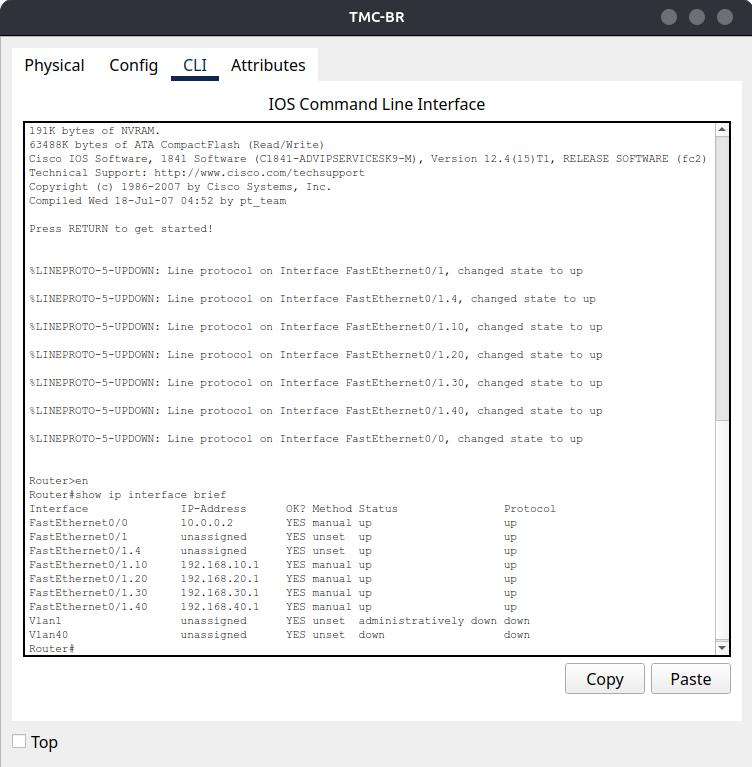 TMC-BR
Physical Config CLI Attributes
IOS Command Line Interface
191K bytes of NVRAM.
63488K bytes of ATA CompactFlash (Read/Write)
Cisco IOS Software, 1841 Software (C1841-ADVIPSERVICESK9-M), Version 12.4(15)T1, RELEASE SOFTWARE (fc2)
Technical Support: http://www.cisco.com/techsupport
Copyright (c) 1986-2007 by Cisco Systems, Inc.
Compiled Wed 18-Jul-07 04:52 by pt_team
Press RETURN to get started!
%LINEPROTO-5-UPDOWN: Line protocol on Interface FastEthernet0/1, changed state to up
%LINEPROTO-5-UPDOWN: Line protocol on Interface FastEthernet0/1.4, changed state to up
%LINEPROTO-5-UPDOWN: Line protocol on Interface FastEthernet0/1.10, changed state to up
%LINEPROTO-5-UPDOWN: Line protocol on Interface FastEthernet0/1.20, changed state to up
%LINEPROTO-5-UPDOWN: Line protocol on Interface FastEthernet0/1.30, changed state to up
%LINEPROTO-5-UPDOWN: Line protocol on Interface FastEthernet0/1.40, changed state to up
%LINEPROTO-5-UPDOWN: Line protocol on Interface FastEthernet0/0, changed state to up
Router>en
Router#show ip interface brief
Interface IP-Address OK? Method Status Protocol
FastEthernet0/0 10.0.0.2 YES manual up up
FastEthernet0/1 unassigned YES unset up up
FastEthernet0/1.4 unassigned YES unset up up
FastEthernet0/1.10 192.168.10.1 YES manual up up
FastEthernet0/1.20 192.168.20.1 YES manual up up
FastEthernet0/1.30 192.168.30.1 YES manual up up
FastEthernet0/1.40 192.168.40.1 YES manual up up
Vlan1 unassigned YES unset administratively down down
Vlan40 unassigned YES unset down down
Router#
Copy Paste
Top